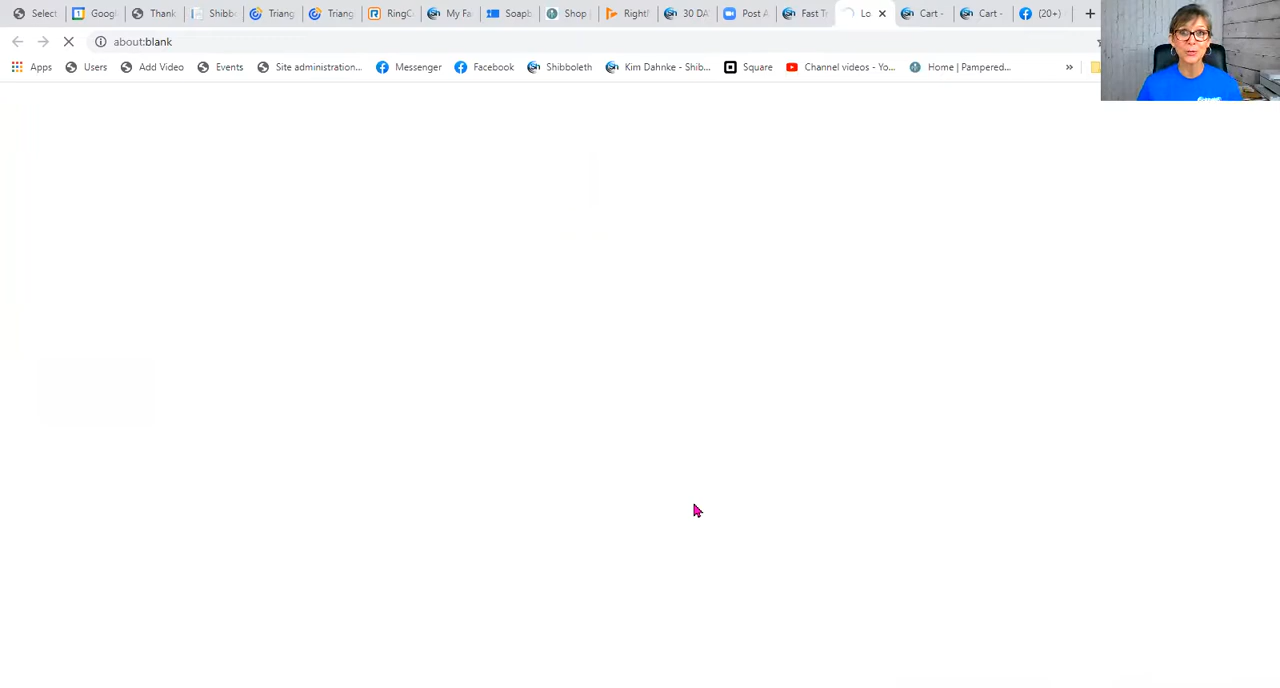 Select Googl Thank Shibbo Triang Triang RingC My Fa Soapb Shop Right! 30 DA Post A Fast Tr Lo Cart - Cart - (20+)
about:blank
Apps Users Add Video Events Site administration... Messenger Facebook Shibboleth Kim Dahnke - Shib... Square Channel videos - Yo... Home | Pampered... »